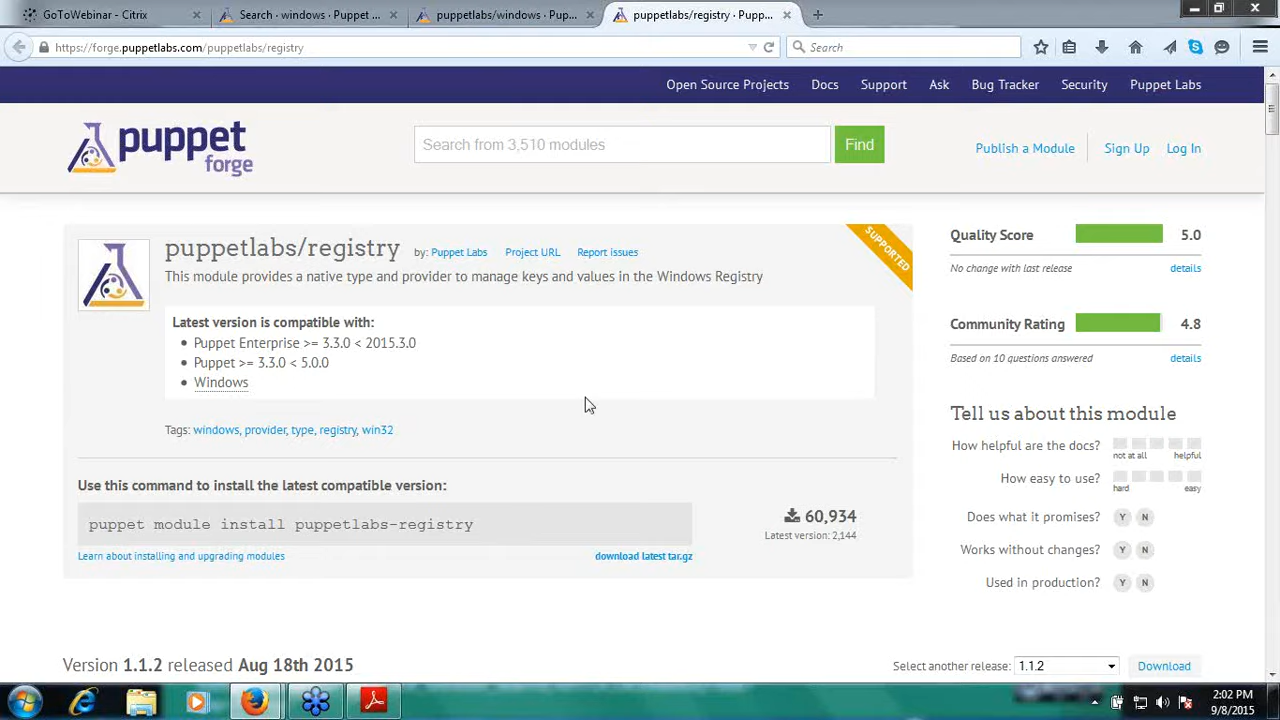 GoToWebinar - Citrix
Search · windows · Puppet ...
puppetlabs/windows · Pup...
puppetlabs/registry · Pupp...
https://forge.puppetlabs.com/puppetlabs/registry
Search
Open Source Projects Docs Support Ask Bug Tracker Security Puppet Labs
puppet
forge
Search from 3,510 modules
Find
Publish a Module Sign Up Log In
puppetlabs/registry by: Puppet Labs Project URL Report issues
SUPPORTED
This module provides a native type and provider to manage keys and values in the Windows Registry
Latest version is compatible with:
Puppet Enterprise >= 3.3.0 < 2015.3.0
Puppet >= 3.3.0 < 5.0.0
Windows
Tags: windows, provider, type, registry, win32
Use this command to install the latest compatible version:
puppet module install puppetlabs-registry
60,934
Latest version: 2,144
Learn about installing and upgrading modules
download latest tar.gz
Quality Score 5.0
No change with last release details
Community Rating 4.8
Based on 10 questions answered details
Tell us about this module
How helpful are the docs?
not at all helpful
How easy to use?
hard easy
Does what it promises? Y N
Works without changes? Y N
Used in production? Y N
Version 1.1.2 released Aug 18th 2015
Select another release: 1.1.2 Download
2:02 PM
9/8/2015